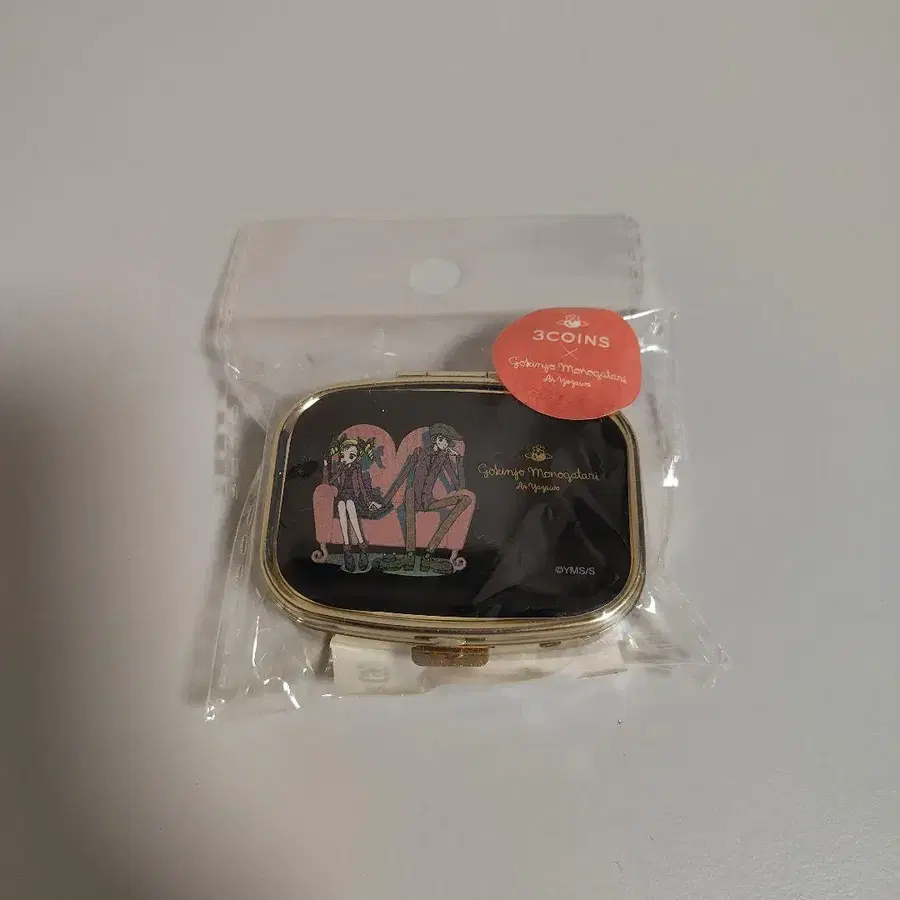 3COINS
×
Gokinjo Monogatari
Ai Yazawa
Gokinjo Monogatari
Ai Yazawa
©YMS/S